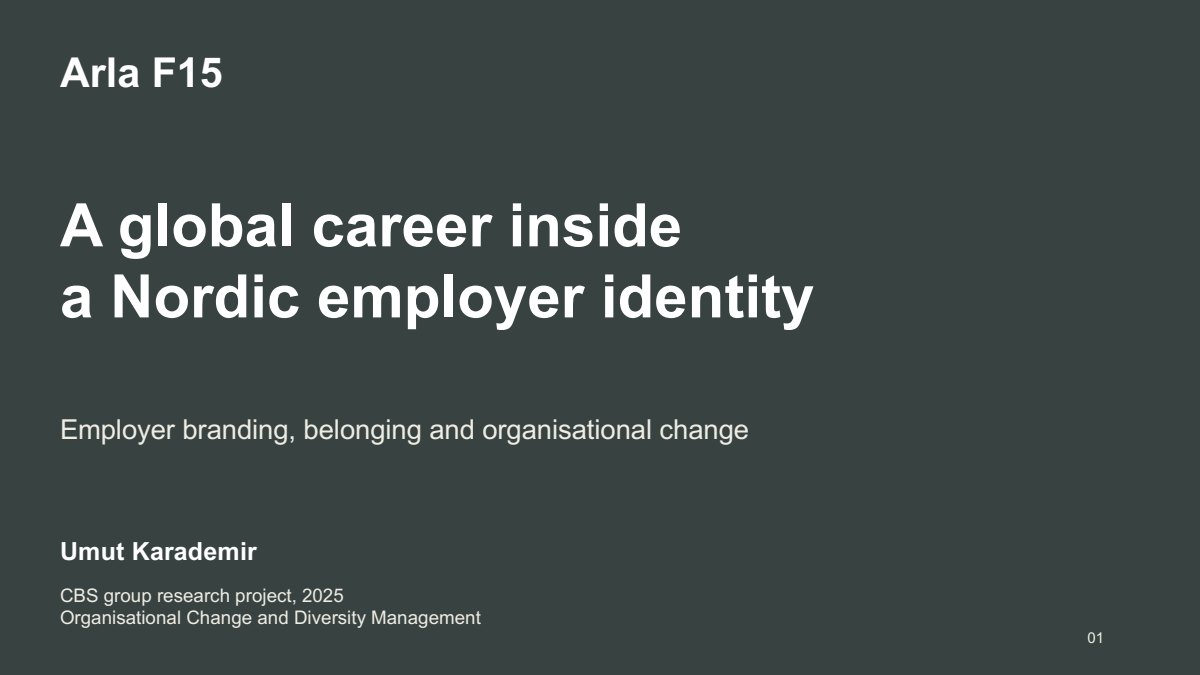 Arla F15
A global career inside
a Nordic employer identity
Employer branding, belonging and organisational change
Umut Karademir
CBS group research project, 2025
Organisational Change and Diversity Management
01